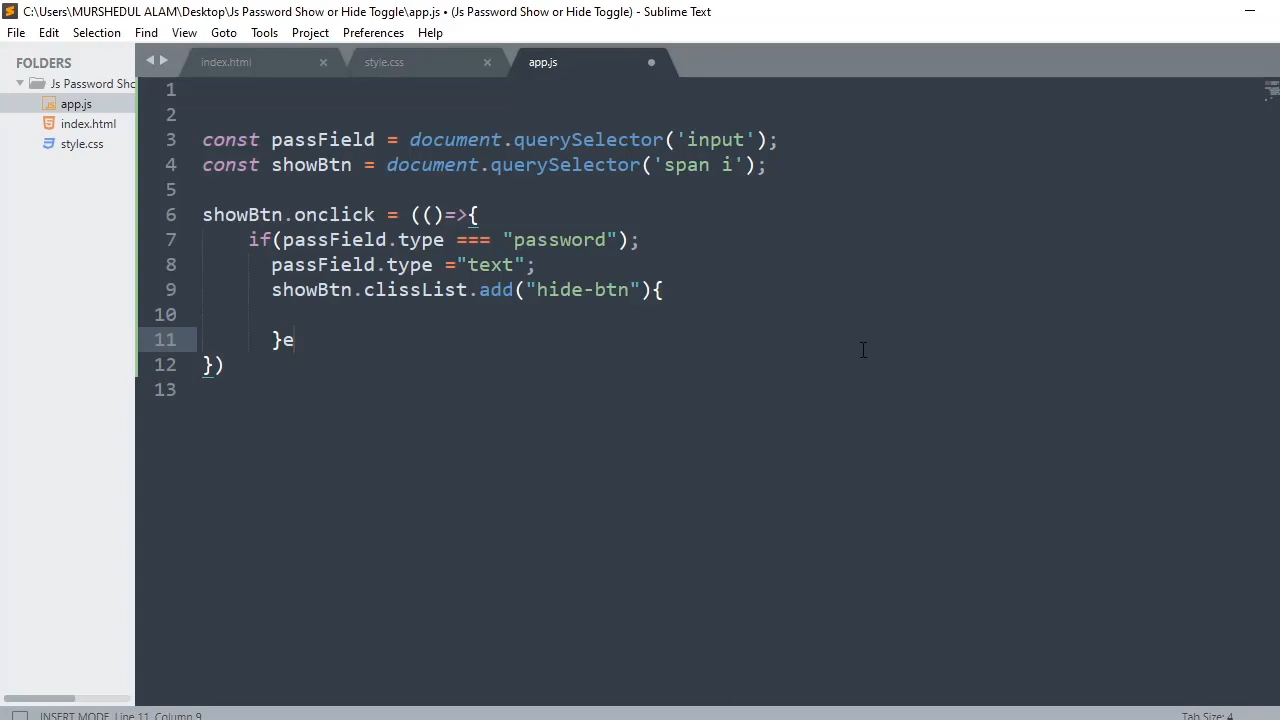 C:\Users\MURSHEDUL ALAM\Desktop\Js Password Show or Hide Toggle\app.js • (Js Password Show or Hide Toggle) - Sublime Text
File Edit Selection Find View Goto Tools Project Preferences Help
FOLDERS
Js Password Sho
app.js
index.html
style.css
index.html style.css app.js
1
2
3 const passField = document.querySelector('input');
4 const showBtn = document.querySelector('span i');
5
6 showBtn.onclick = (()=>{
7 if(passField.type === "password");
8 passField.type ="text";
9 showBtn.clissList.add("hide-btn"){
10
11 }e
12 })
13
INSERT MODE, Line 11, Column 9 Tab Size: 4